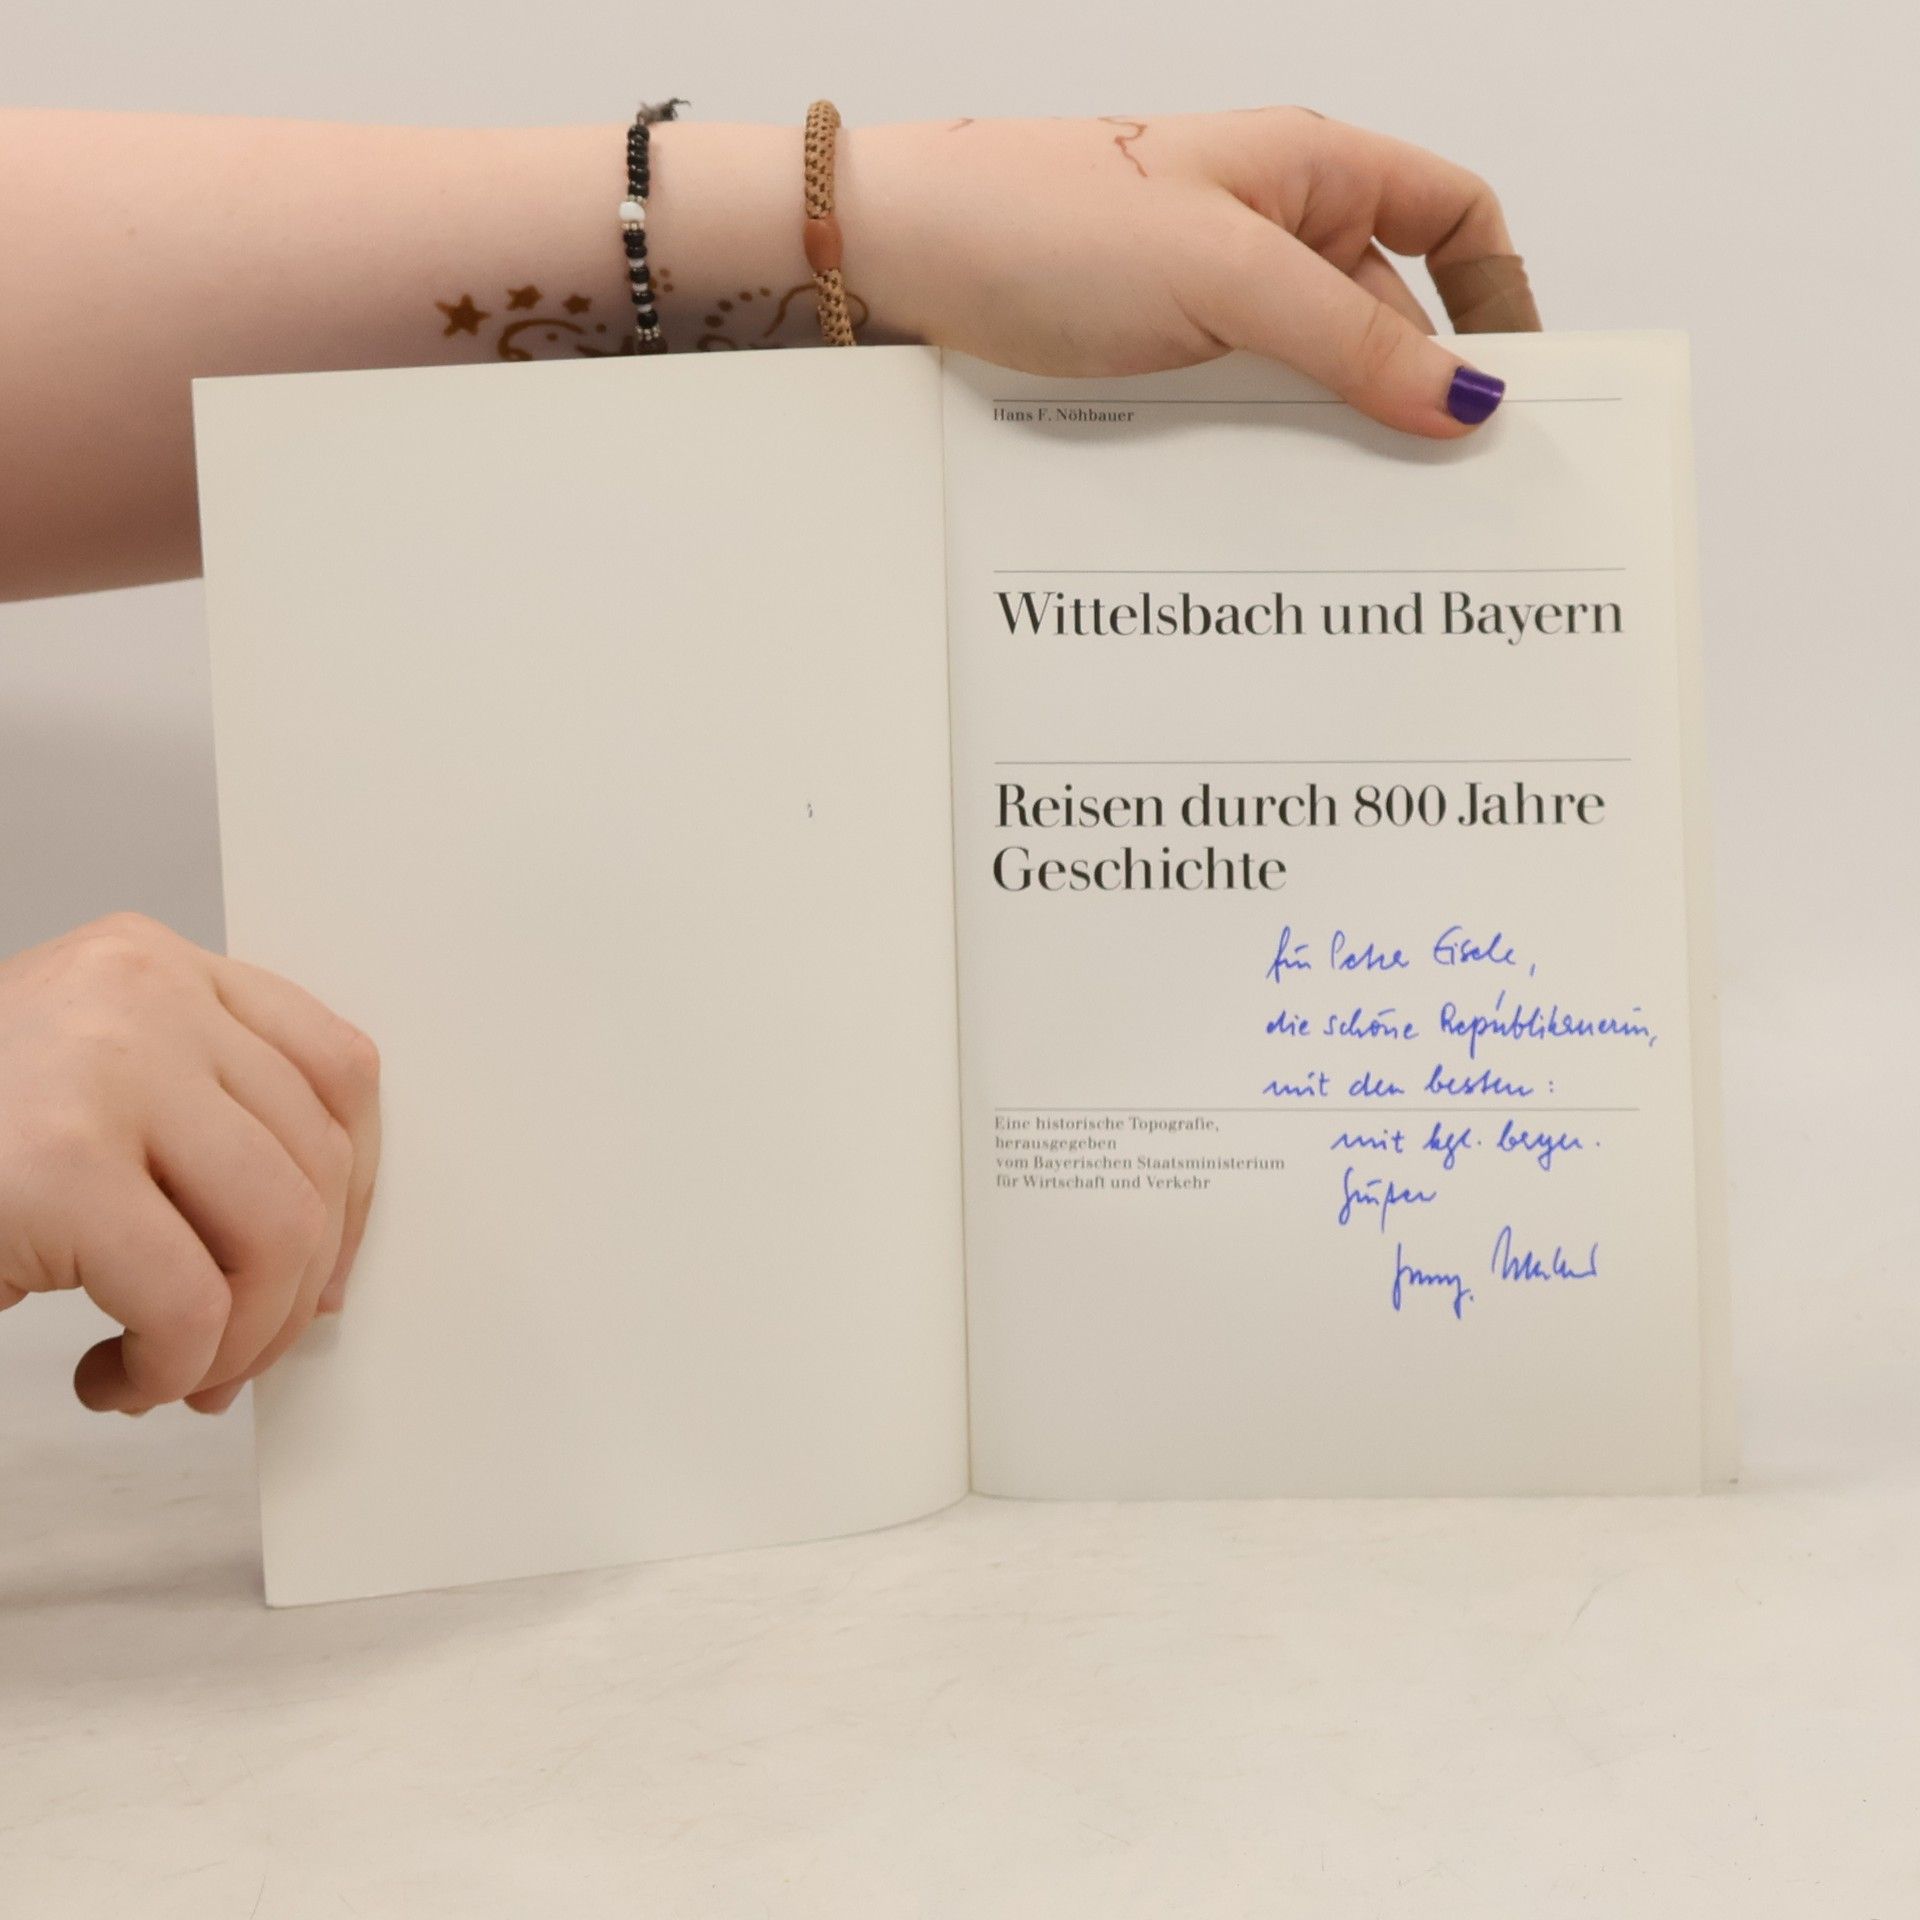 Hans F. Nöhbauer
Wittelsbach und Bayern
Reisen durch 800 Jahre
Geschichte
für Petra Eisele,
die schöne Republikanerin,
mit den besten:
mit kgl. bayer.
Grüßen
Eine historische Topografie,
herausgegeben
vom Bayerischen Staatsministerium
für Wirtschaft und Verkehr